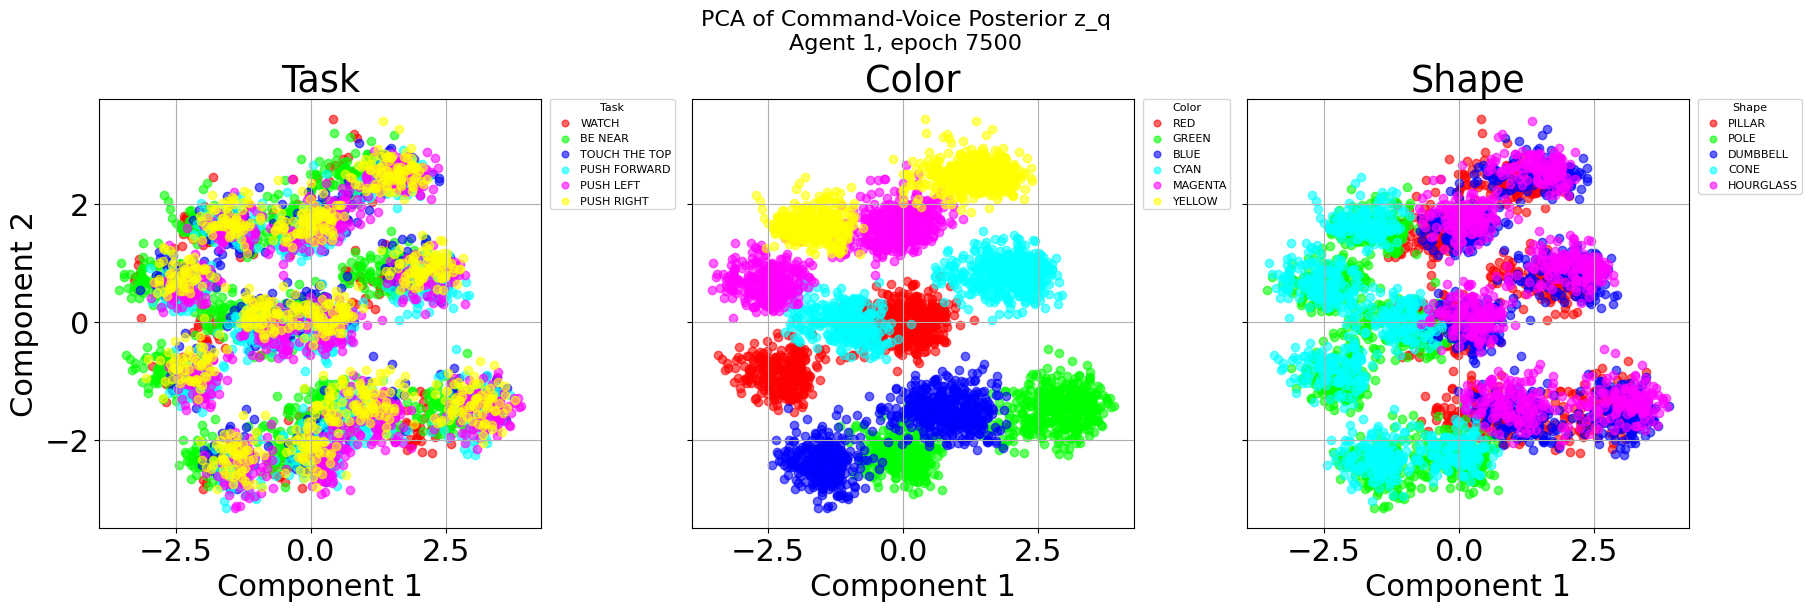 PCA of Command-Voice Posterior z_q
Agent 1, epoch 7500
Task
Component 2
2
0
−2
−2.5 0.0 2.5
Component 1
Task
WATCH
BE NEAR
TOUCH THE TOP
PUSH FORWARD
PUSH LEFT
PUSH RIGHT
Color
−2.5 0.0 2.5
Component 1
Color
RED
GREEN
BLUE
CYAN
MAGENTA
YELLOW
Shape
−2.5 0.0 2.5
Component 1
Shape
PILLAR
POLE
DUMBBELL
CONE
HOURGLASS